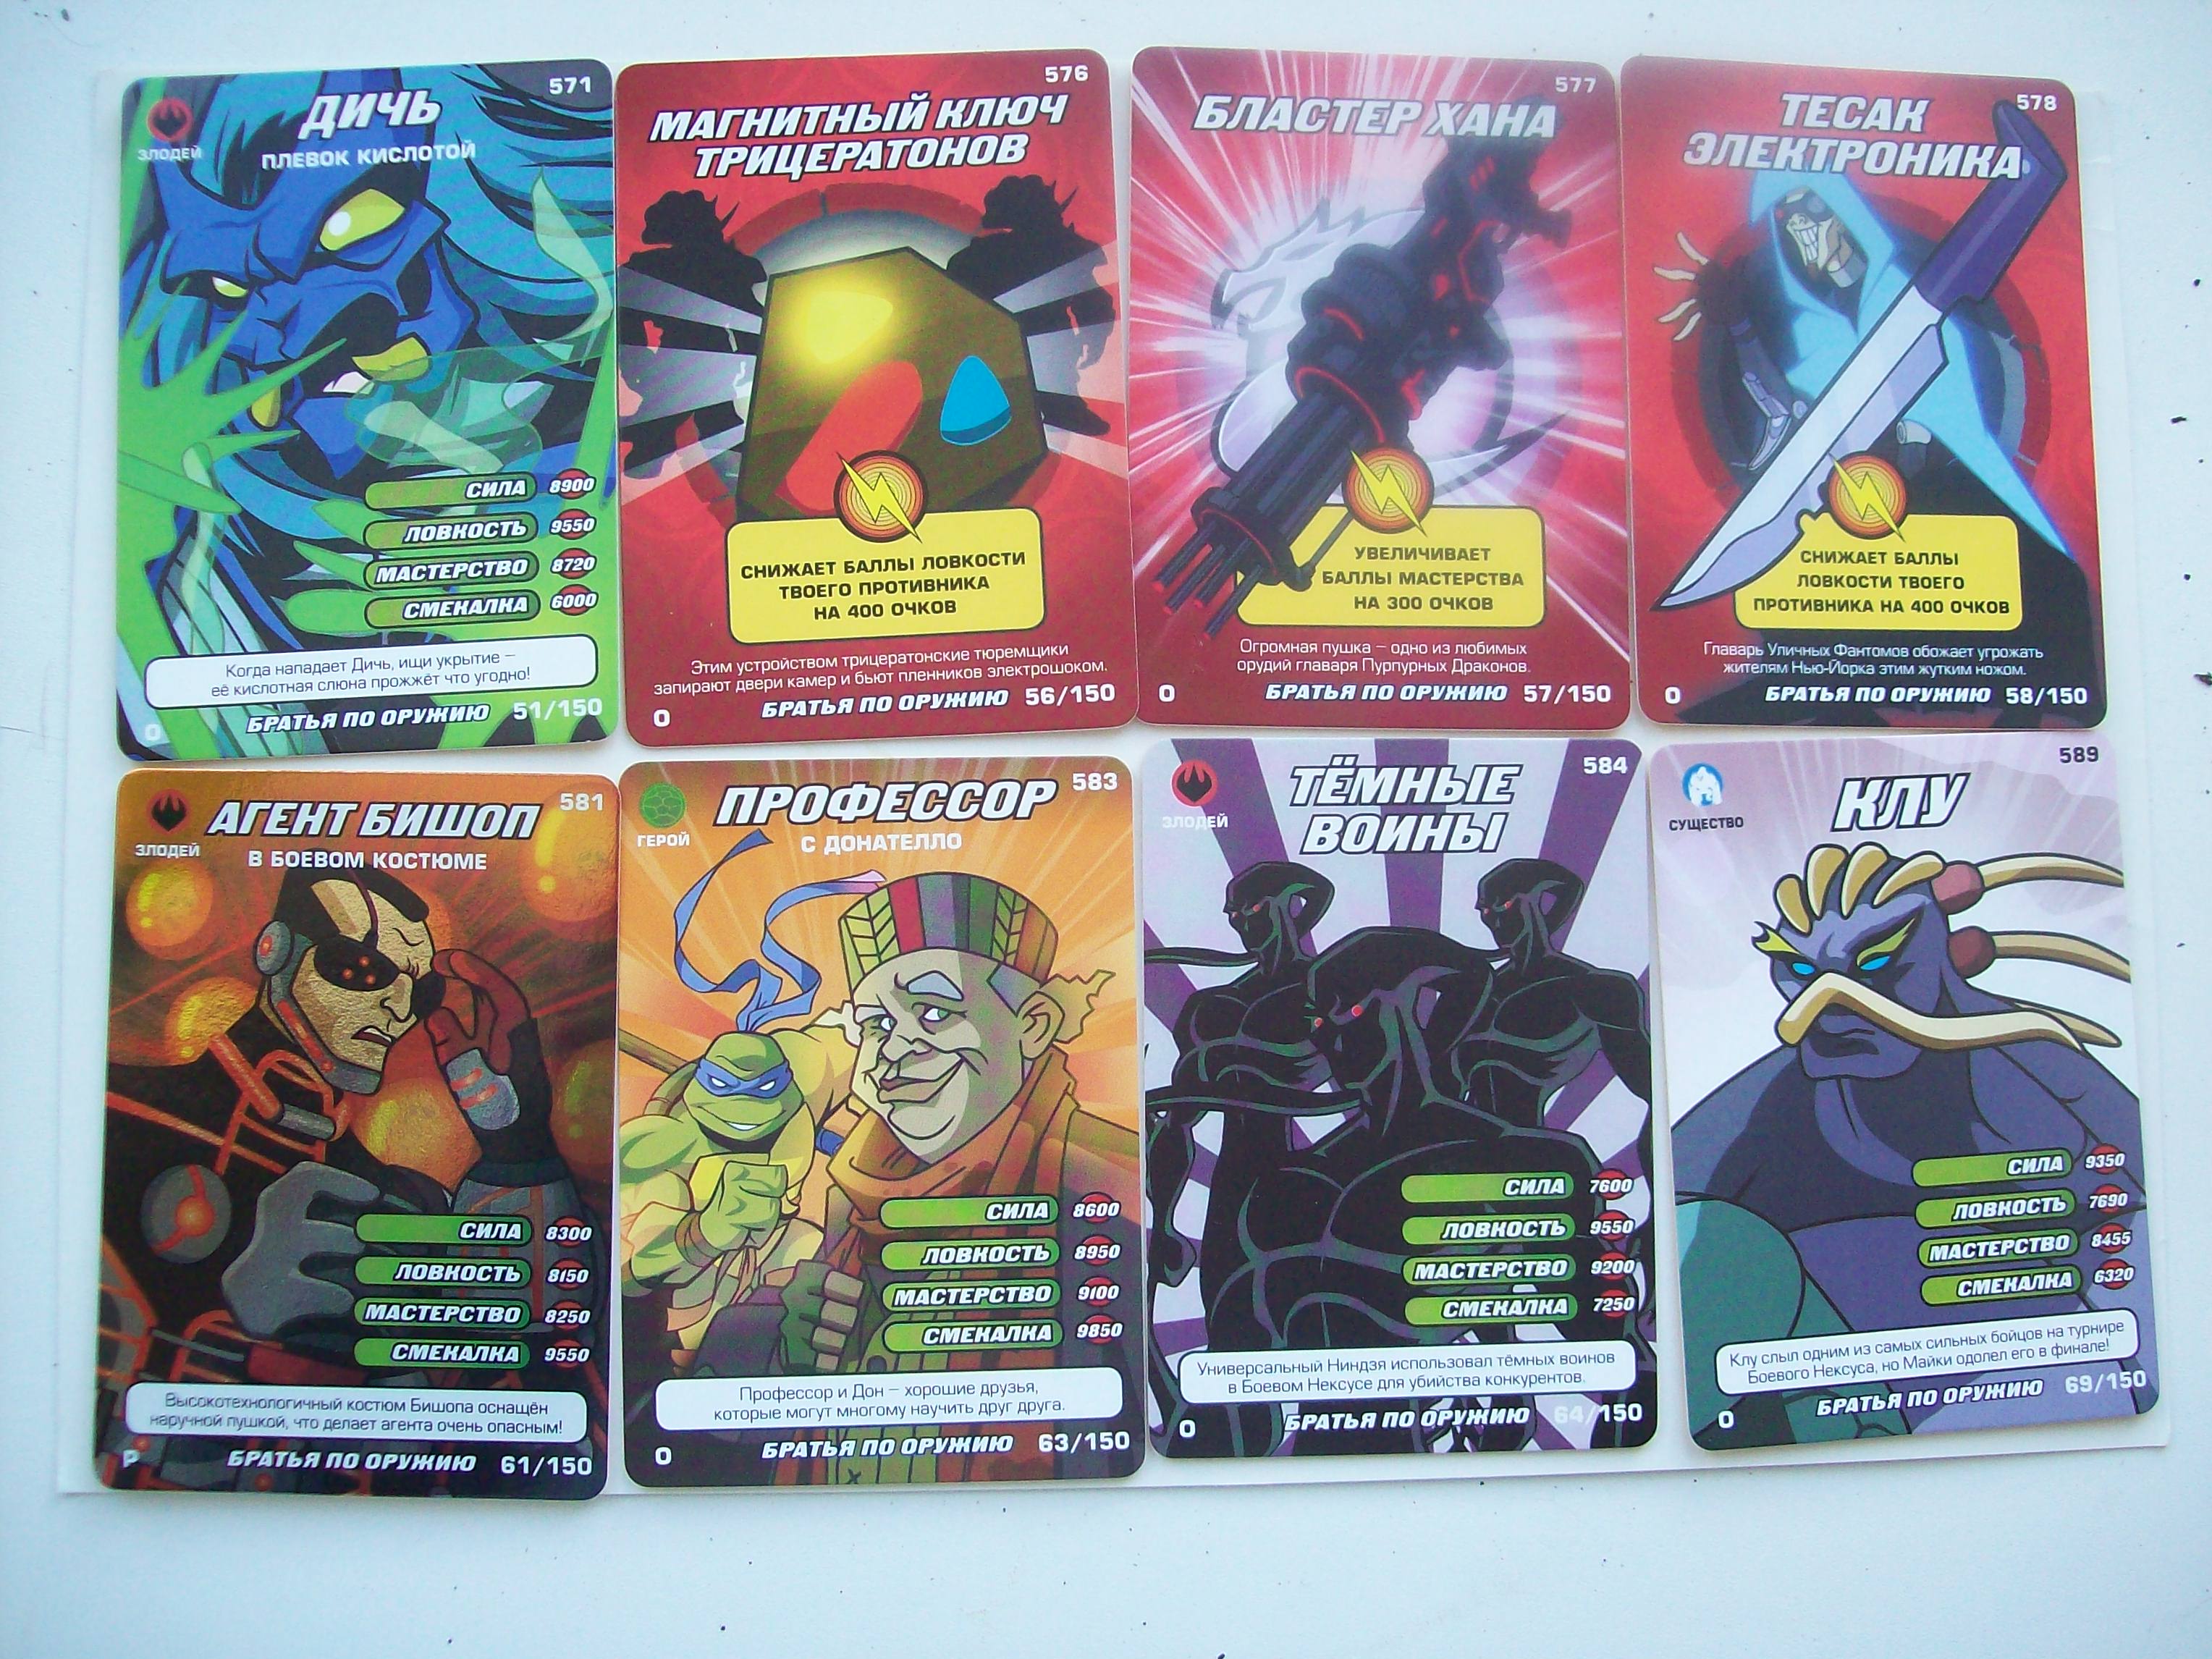 571
ДИЧЬ
ЗЛОДЕЙ
ПЛЕВОК КИСЛОТОЙ
СИЛА 8900
ЛОВКОСТЬ 9550
МАСТЕРСТВО 8720
СМЕКАЛКА 6000
Когда нападает Дичь, ищи укрытие –
её кислотная слюна прожжёт что угодно!
О БРАТЬЯ ПО ОРУЖИЮ 51/150
576
МАГНИТНЫЙ КЛЮЧ
ТРИЦЕРАТОНОВ
СНИЖАЕТ БАЛЛЫ ЛОВКОСТИ
ТВОЕГО ПРОТИВНИКА
НА 400 ОЧКОВ
Этим устройством трицератонские тюремщики
запирают двери камер и бьют пленников электрошоком.
О БРАТЬЯ ПО ОРУЖИЮ 56/150
577
БЛАСТЕР ХАНА
УВЕЛИЧИВАЕТ
БАЛЛЫ МАСТЕРСТВА
НА 300 ОЧКОВ
Огромная пушка – одно из любимых
орудий главаря Пурпурных Драконов.
О БРАТЬЯ ПО ОРУЖИЮ 57/150
578
ТЕСАК
ЭЛЕКТРОНИКА
СНИЖАЕТ БАЛЛЫ
ЛОВКОСТИ ТВОЕГО
ПРОТИВНИКА НА 400 ОЧКОВ
Главарь Уличных Фантомов обожает угрожать
жителям Нью-Йорка этим жутким ножом.
О БРАТЬЯ ПО ОРУЖИЮ 58/150
581
АГЕНТ БИШОП
ЗЛОДЕЙ
В БОЕВОМ КОСТЮМЕ
СИЛА 8300
ЛОВКОСТЬ 8150
МАСТЕРСТВО 8250
СМЕКАЛКА 9550
Высокотехнологичный костюм Бишопа оснащён
наручной пушкой, что делает агента очень опасным!
Р БРАТЬЯ ПО ОРУЖИЮ 61/150
583
ПРОФЕССОР
ГЕРОЙ
С ДОНАТЕЛЛО
СИЛА 8600
ЛОВКОСТЬ 8950
МАСТЕРСТВО 9100
СМЕКАЛКА 9850
Профессор и Дон – хорошие друзья,
которые могут многому научить друг друга.
О БРАТЬЯ ПО ОРУЖИЮ 63/150
584
ТЁМНЫЕ
ВОИНЫ
ЗЛОДЕЙ
СИЛА 7600
ЛОВКОСТЬ 9550
МАСТЕРСТВО 9200
СМЕКАЛКА 7250
Универсальный Ниндзя использовал тёмных воинов
в Боевом Нексусе для убийства конкурентов.
О БРАТЬЯ ПО ОРУЖИЮ 64/150
589
КЛУ
СУЩЕСТВО
СИЛА 9350
ЛОВКОСТЬ 7690
МАСТЕРСТВО 8455
СМЕКАЛКА 6320
Клу слыл одним из самых сильных бойцов на турнире
Боевого Нексуса, но Майки одолел его в финале!
О БРАТЬЯ ПО ОРУЖИЮ 69/150